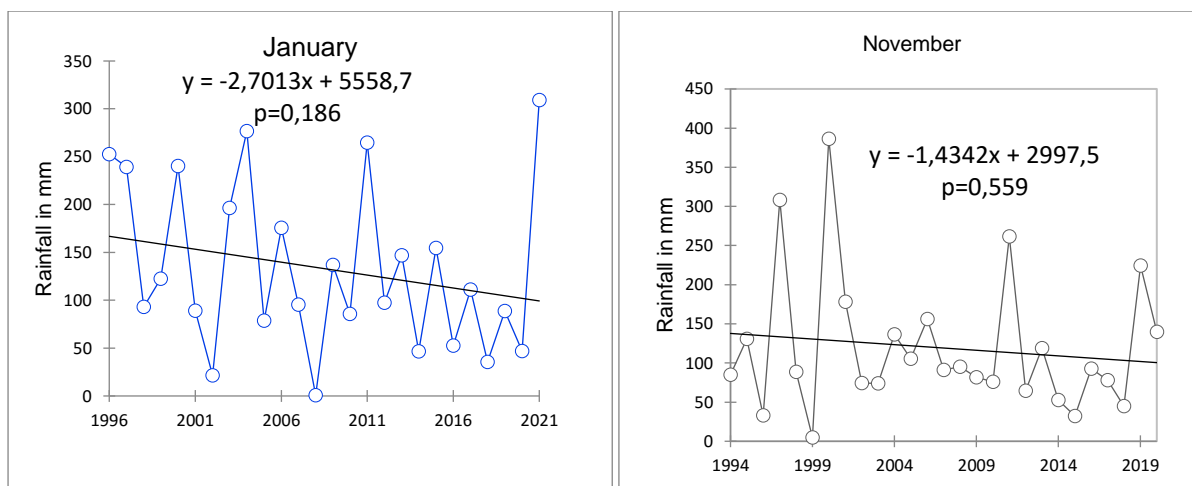 January
y = -2,7013x + 5558,7
p=0,186
Rainfall in mm
350
300
250
200
150
100
50
0
1996 2001 2006 2011 2016 2021
November
y = -1,4342x + 2997,5
p=0,559
Rainfall in mm
450
400
350
300
250
200
150
100
50
0
1994 1999 2004 2009 2014 2019